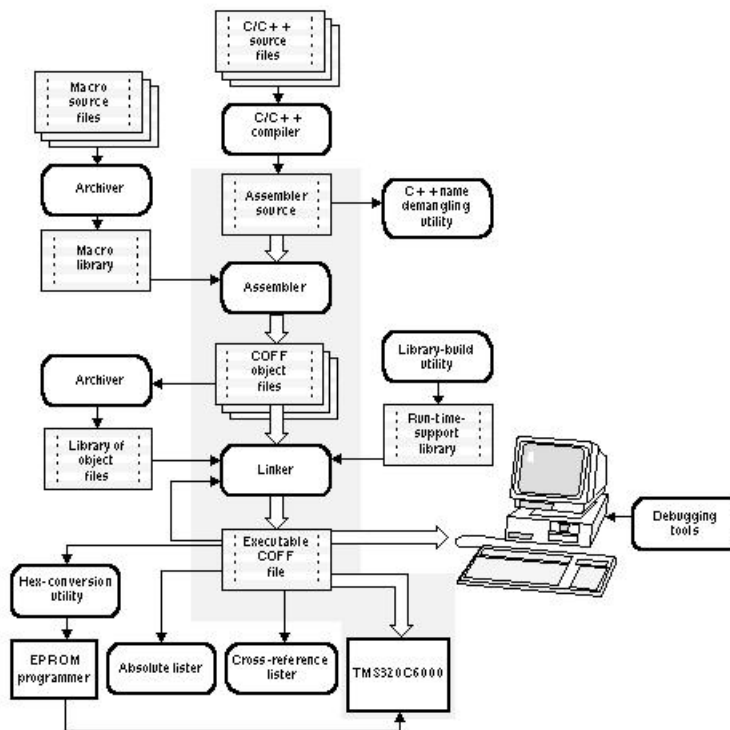 C/C++
source
files
Macro
source
files
C/C++
compiler
Archiver
Assembler
source
C++name
demangling
utility
Macro
library
Assembler
COFF
object
files
Library-build
utility
Archiver
Library of
object
files
Linker
Run-time-
support
library
Debugging
tools
Executable
COFF
file
Hex-conversion
utility
EPROM
programmer
Absolute lister
Cross-reference
lister
TMS320C6000